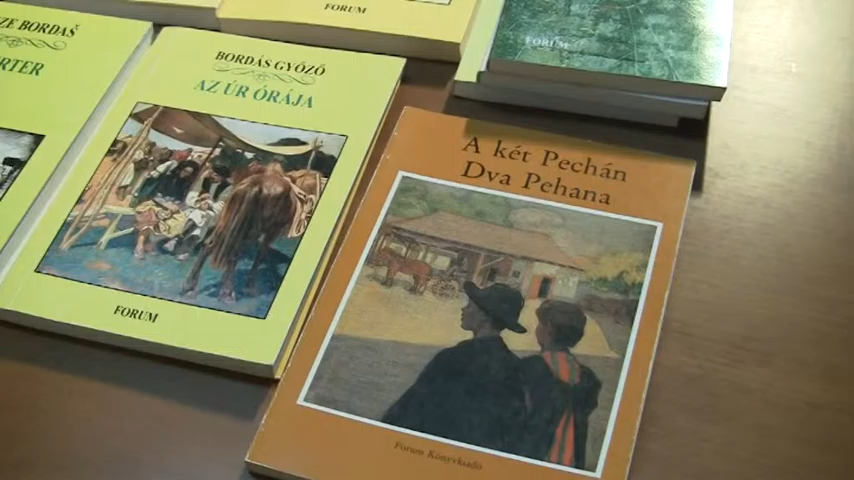 FORUM
FORUM
ZE BORDAŠ
RTER
BORDÁS GYŐZŐ
AZ ÚR ÓRÁJA
FORUM
A két Pechán
Dva Pehana
Forum Könyvkiadó